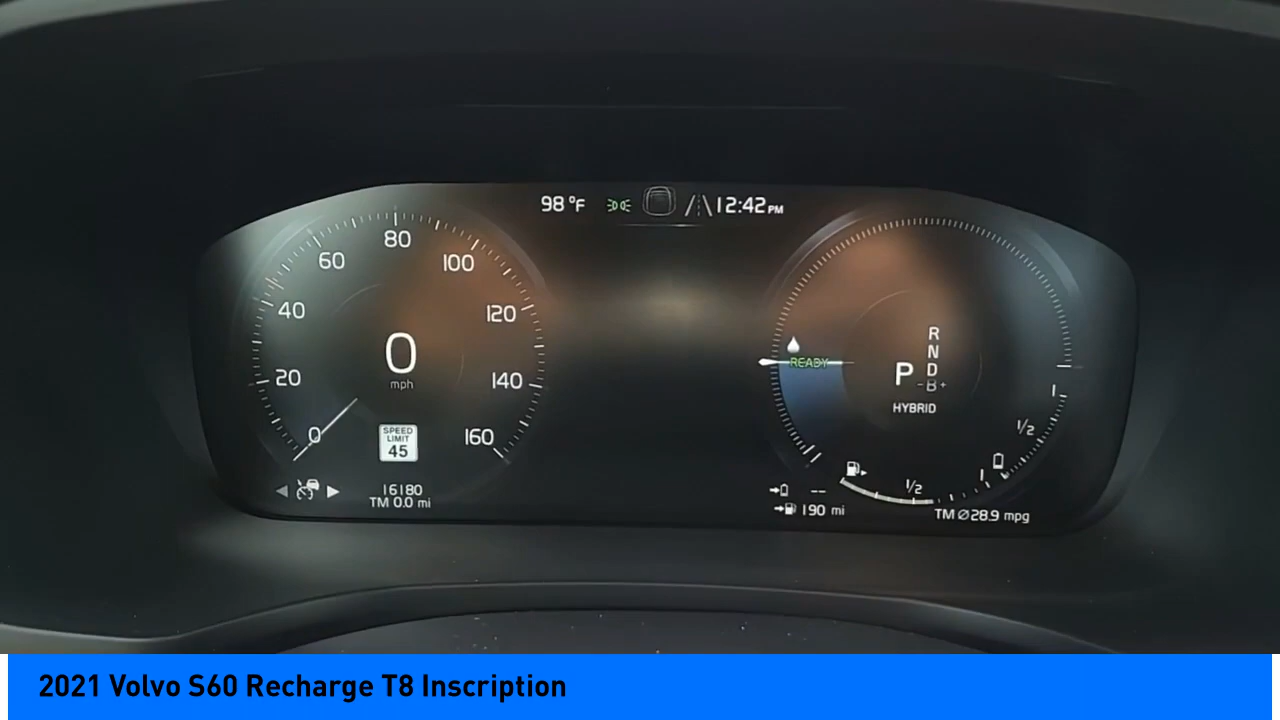 98 °F 12:42 PM
0 20 40 60 80 100 120 140 160
0
mph
SPEED
LIMIT
45
16180
TM 0.0 mi
READY
R
N
D
P -B+
HYBRID
1
1/2
1/2 1
--
190 mi
TM ∅28.9 mpg
2021 Volvo S60 Recharge T8 Inscription